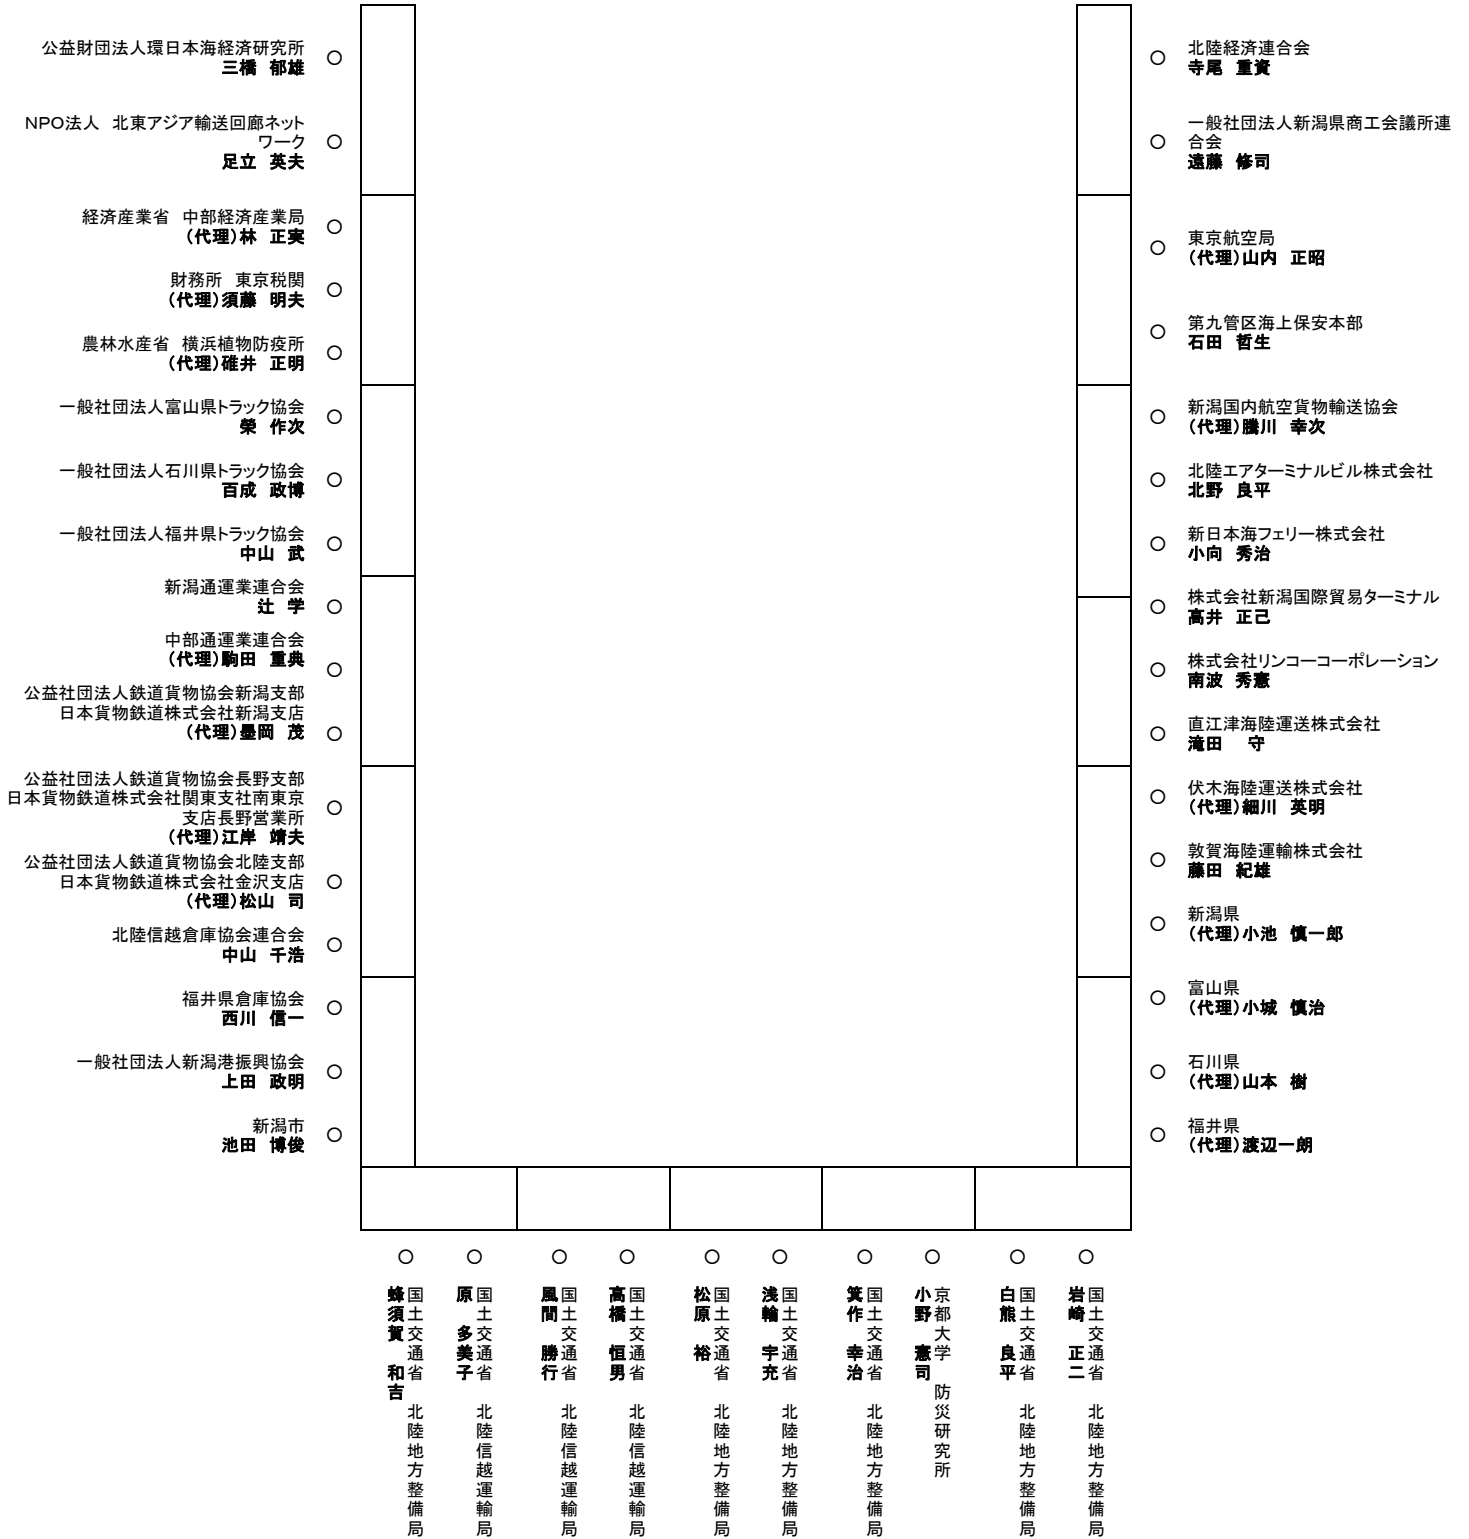 公益財団法人環日本海経済研究所
三橋　郁雄
NPO法人　北東アジア輸送回廊ネット
ワーク
足立　英夫
経済産業省　中部経済産業局
（代理）林　正実
財務所　東京税関
（代理）須藤　明夫
農林水産省　横浜植物防疫所
（代理）碓井　正明
一般社団法人富山県トラック協会
榮　作次
一般社団法人石川県トラック協会
百成　政博
一般社団法人福井県トラック協会
中山　武
新潟通運業連合会
辻　学
中部通運業連合会
（代理）駒田　重典
公益社団法人鉄道貨物協会新潟支部
日本貨物鉄道株式会社新潟支店
（代理）墨岡　茂
公益社団法人鉄道貨物協会長野支部
日本貨物鉄道株式会社関東支社南東京
支店長野営業所
（代理）江岸　靖夫
公益社団法人鉄道貨物協会北陸支部
日本貨物鉄道株式会社金沢支店
（代理）松山　司
北陸信越倉庫協会連合会
中山　千浩
福井県倉庫協会
西川　信一
一般社団法人新潟港振興協会
上田　政明
新潟市
池田　博俊
北陸経済連合会
寺尾　重資
一般社団法人新潟県商工会議所連
合会
遠藤　修司
東京航空局
（代理）山内　正昭
第九管区海上保安本部
石田　哲生
新潟国内航空貨物輸送協会
（代理）騰川　幸次
北陸エアターミナルビル株式会社
北野　良平
新日本海フェリー株式会社
小向　秀治
株式会社新潟国際貿易ターミナル
高井　正己
株式会社リンコーコーポレーション
南波　秀憲
直江津海陸運送株式会社
滝田　守
伏木海陸運送株式会社
（代理）細川　英明
敦賀海陸運輸株式会社
藤田　紀雄
新潟県
（代理）小池　慎一郎
富山県
（代理）小城　慎治
石川県
（代理）山本　樹
福井県
（代理）渡辺一朗
国土交通省　北陸地方整備局
蜂須賀　和吉
国土交通省　北陸信越運輸局
原　多美子
国土交通省　北陸信越運輸局
風間　勝行
国土交通省　北陸信越運輸局
高橋　恒男
国土交通省　北陸地方整備局
松原　裕
国土交通省　北陸地方整備局
浅輪　宇充
国土交通省　北陸地方整備局
箕作　幸治
京都大学　防災研究所
小野　憲司
国土交通省　北陸地方整備局
白熊　良平
国土交通省　北陸地方整備局
岩崎　正二